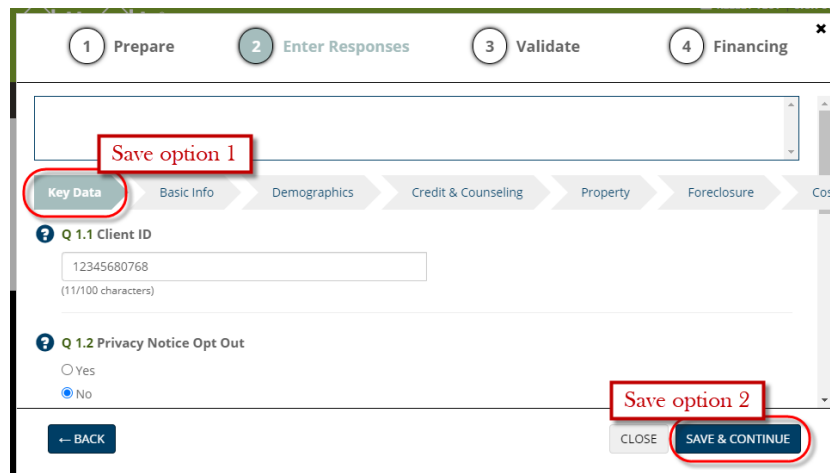 1 Prepare
2 Enter Responses
3 Validate
4 Financing
×
Save option 1
Key Data
Basic Info
Demographics
Credit & Counseling
Property
Foreclosure
? Q 1.1 Client ID
12345680768
(11/100 characters)
? Q 1.2 Privacy Notice Opt Out
Yes
No
Save option 2
← BACK
CLOSE
SAVE & CONTINUE